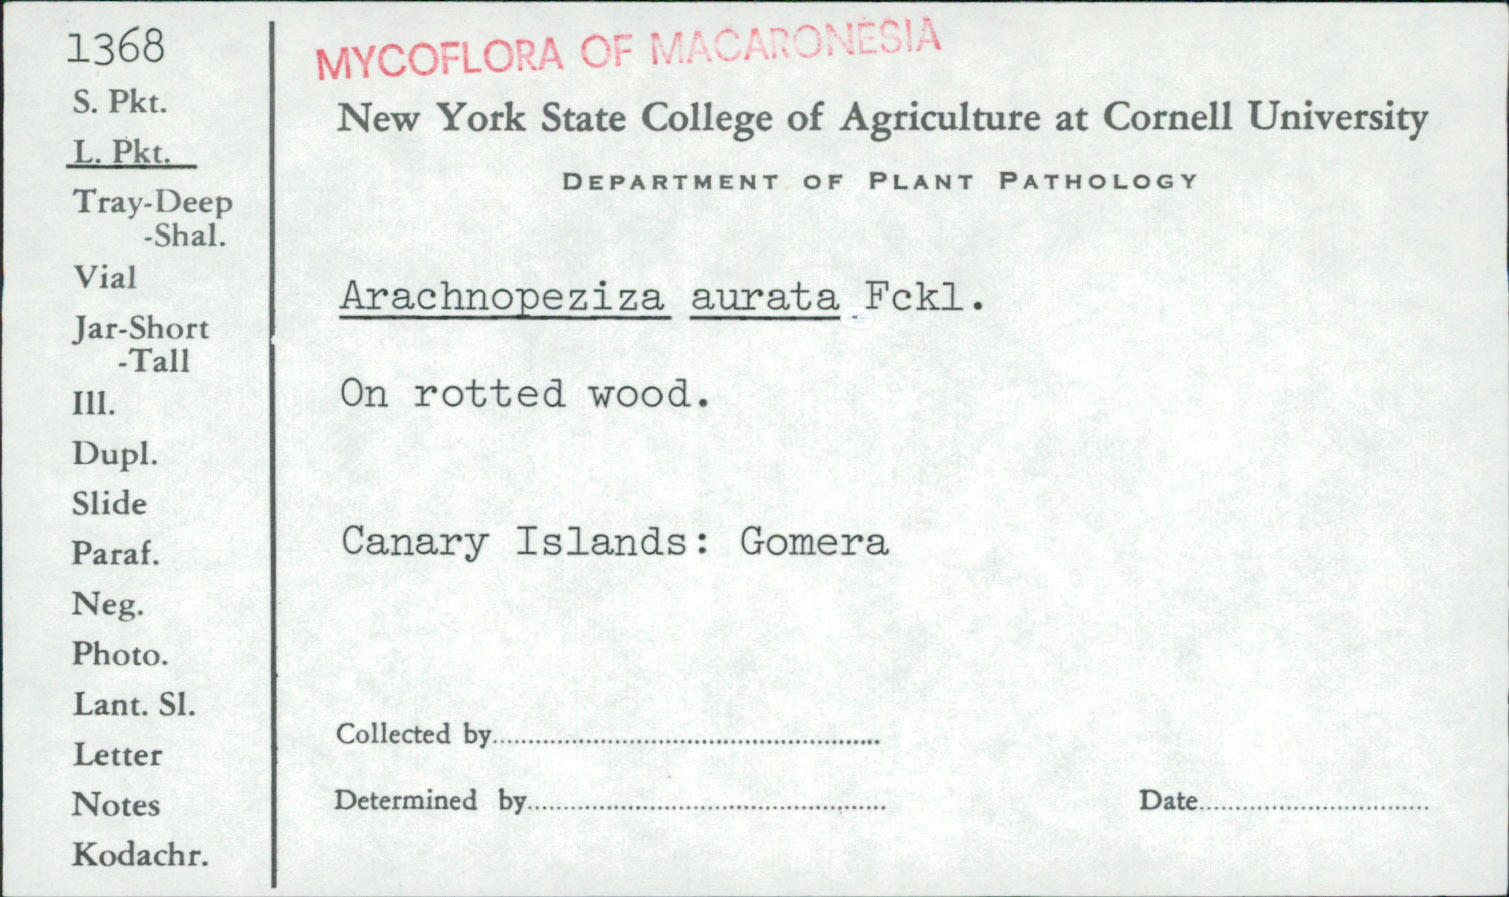 1368
S. Pkt.
L. Pkt.
Tray-Deep
-Shal.
Vial
Jar-Short
-Tall
Ill.
Dupl.
Slide
Paraf.
Neg.
Photo.
Lant. Sl.
Letter
Notes
Kodachr.
MYCOFLORA OF MACARONESIA
New York State College of Agriculture at Cornell University
DEPARTMENT OF PLANT PATHOLOGY
Arachnopeziza aurata Fckl.
On rotted wood.
Canary Islands: Gomera
Collected by
Determined by
Date